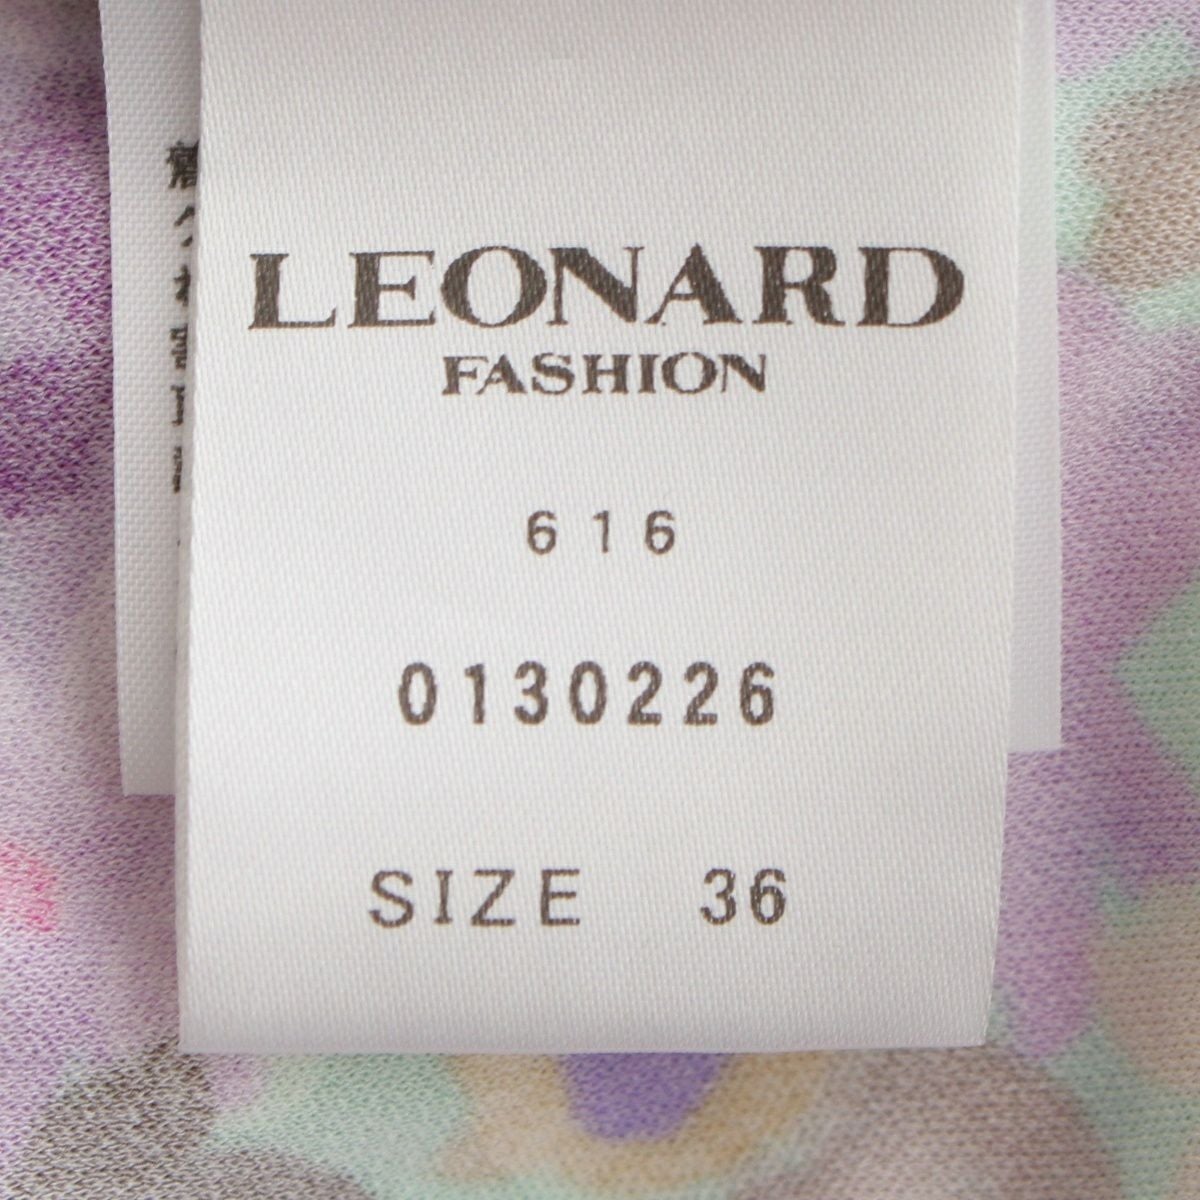 LEONARD
FASHION
616
0130226
SIZE 36